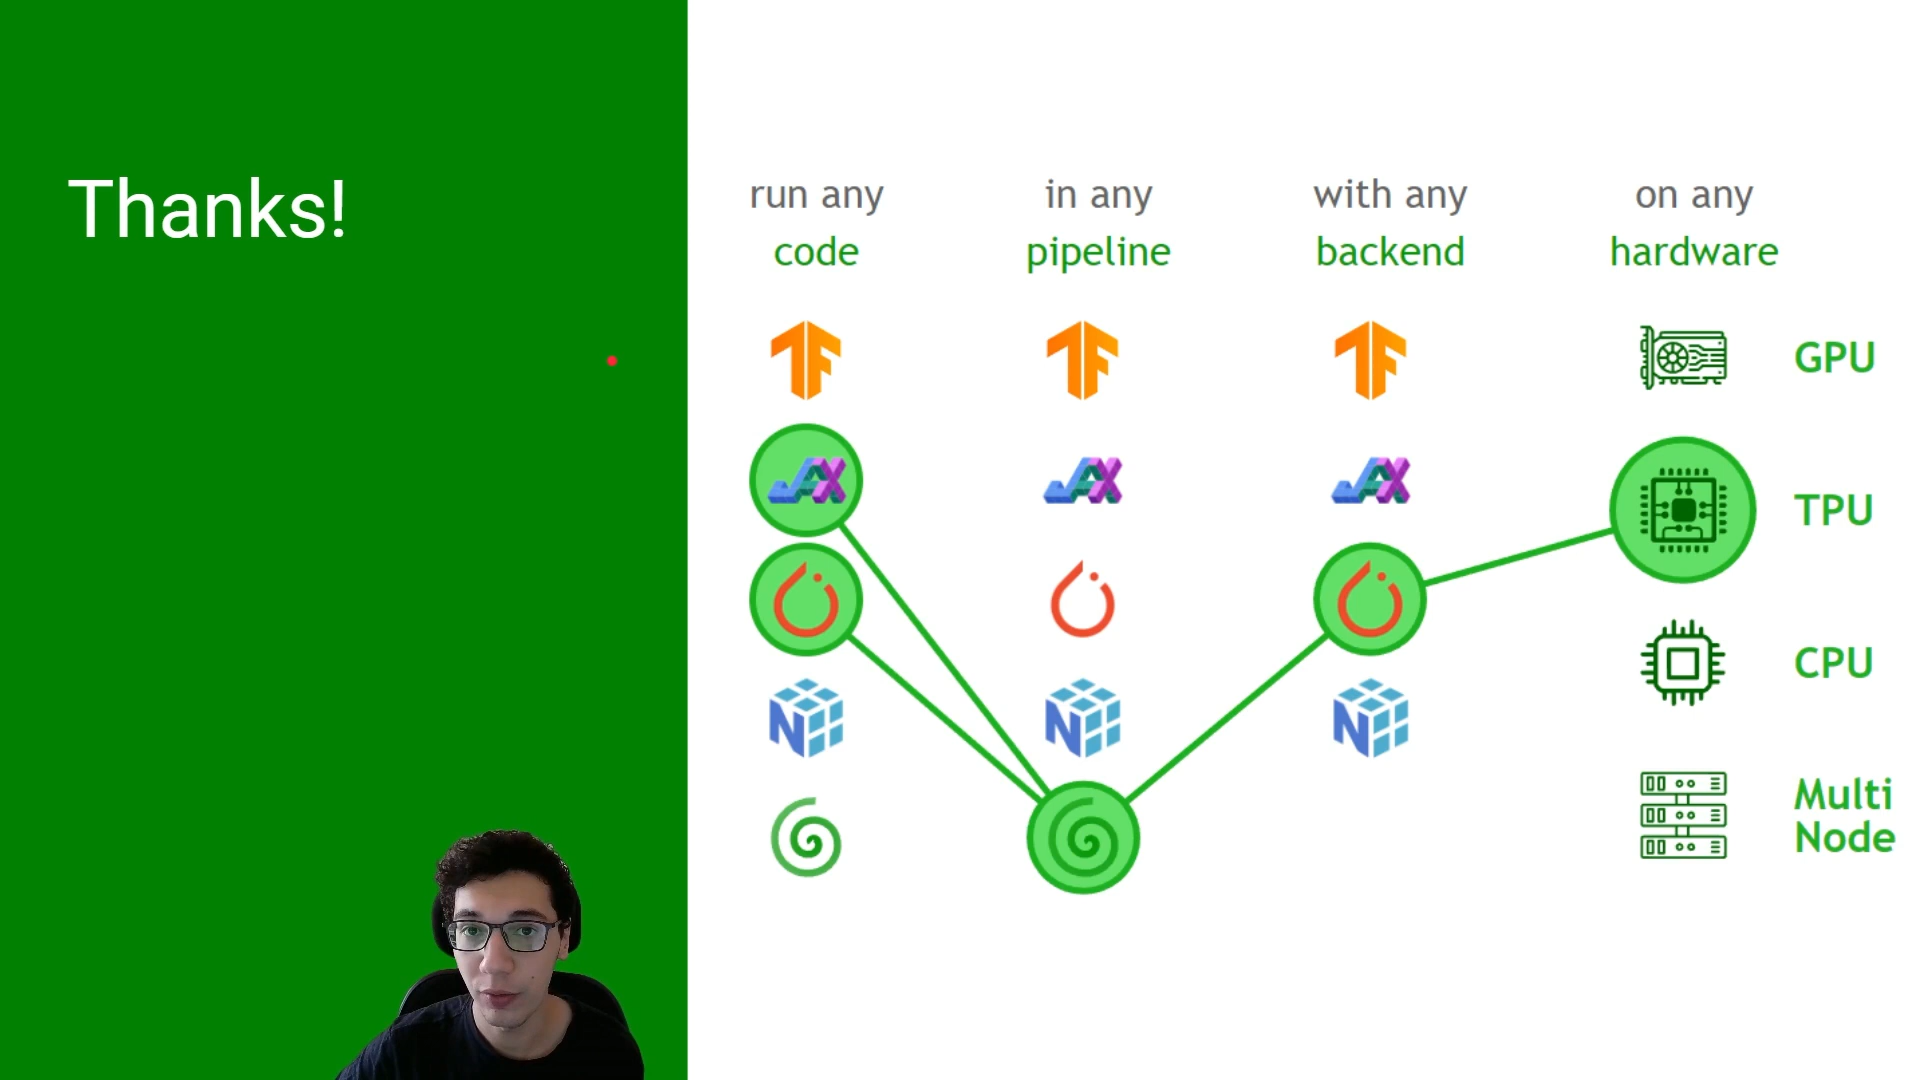 Thanks!
run any
code
in any
pipeline
with any
backend
on any
hardware
GPU
TPU
CPU
Multi
Node